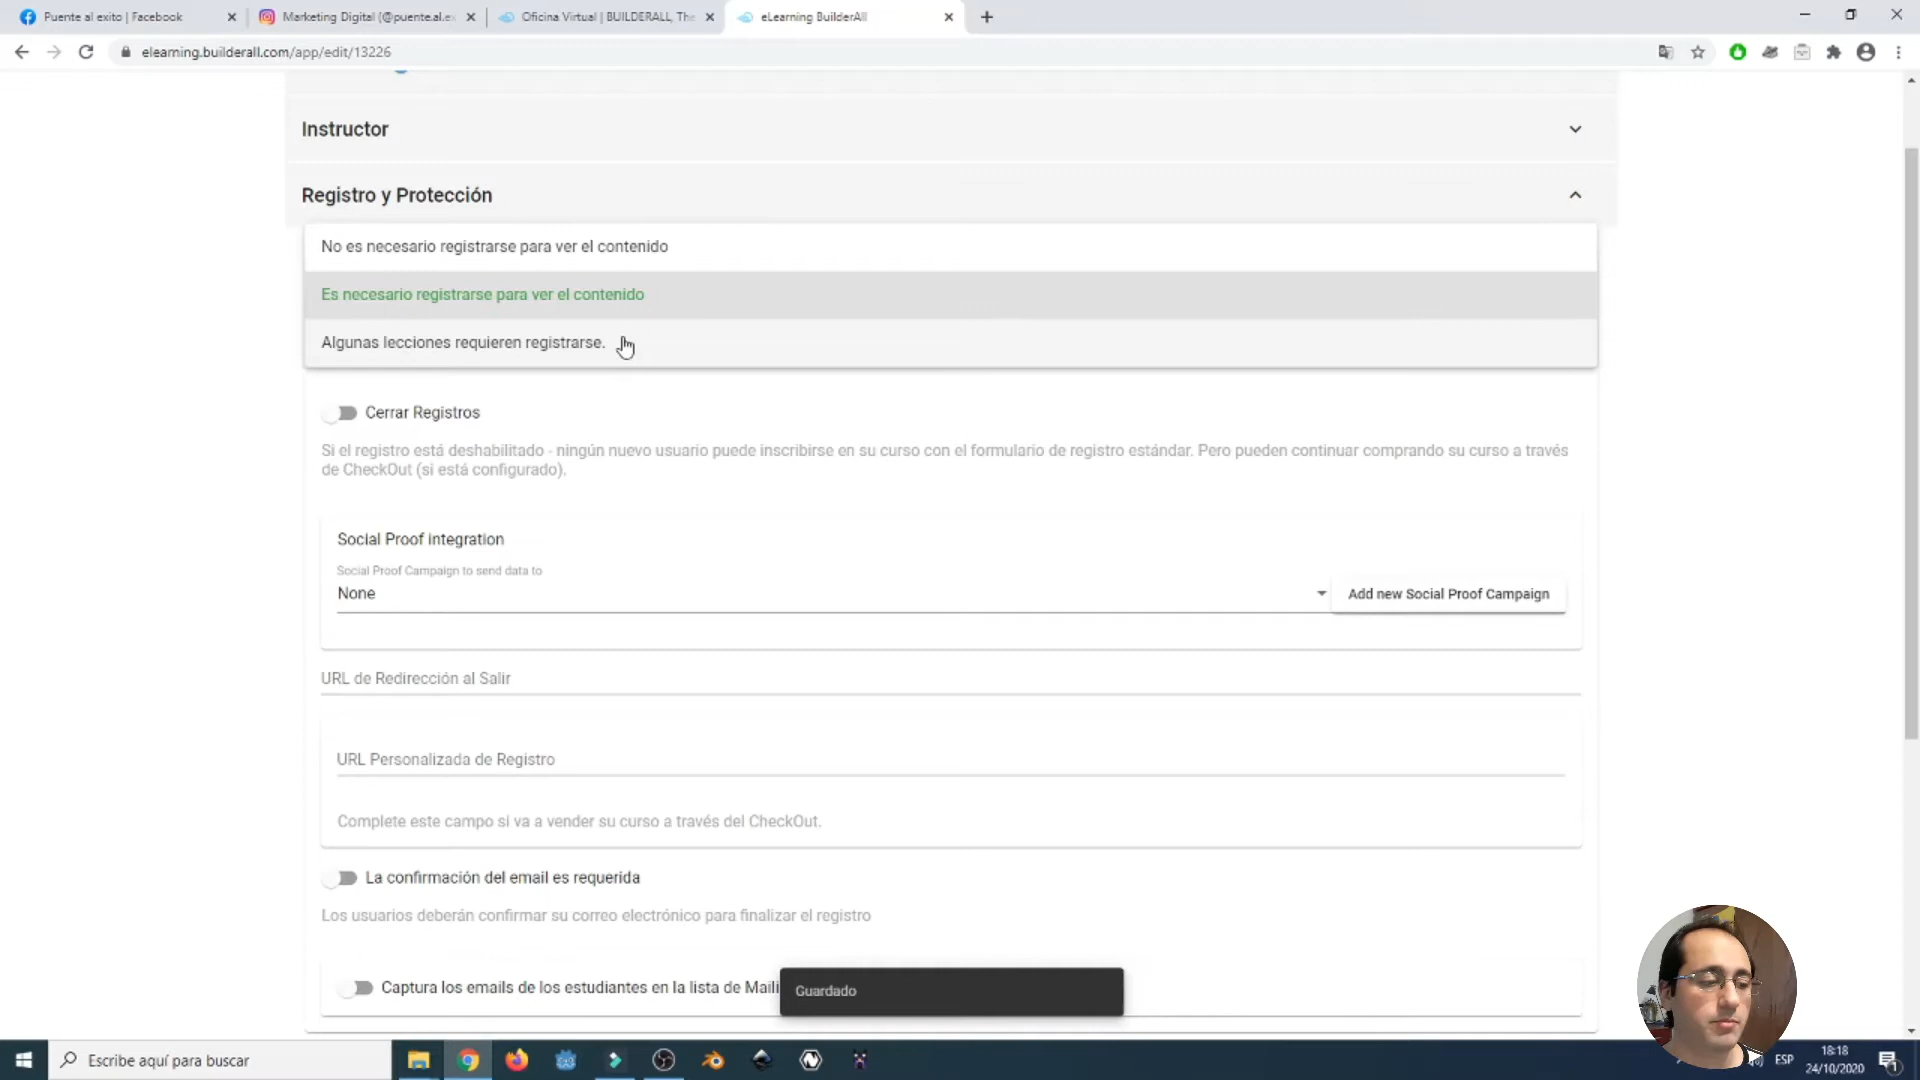 Puente al exito | Facebook
Marketing Digital (@puente.al.ex
Oficina Virtual | BUILDERALL, The
eLearning BuilderAll
elearning.builderall.com/app/edit/13226
Instructor
Registro y Protección
No es necesario registrarse para ver el contenido
Es necesario registrarse para ver el contenido
Algunas lecciones requieren registrarse.
Cerrar Registros
Si el registro está deshabilitado - ningún nuevo usuario puede inscribirse en su curso con el formulario de registro estándar. Pero pueden continuar comprando su curso a través
de CheckOut (si está configurado).
Social Proof integration
Social Proof Campaign to send data to
None
Add new Social Proof Campaign
URL de Redirección al Salir
URL Personalizada de Registro
Complete este campo si va a vender su curso a través del CheckOut.
La confirmación del email es requerida
Los usuarios deberán confirmar su correo electrónico para finalizar el registro
Captura los emails de los estudiantes en la lista de Maili
Guardado
Escribe aquí para buscar
ESP
18:18
24/10/2020
1